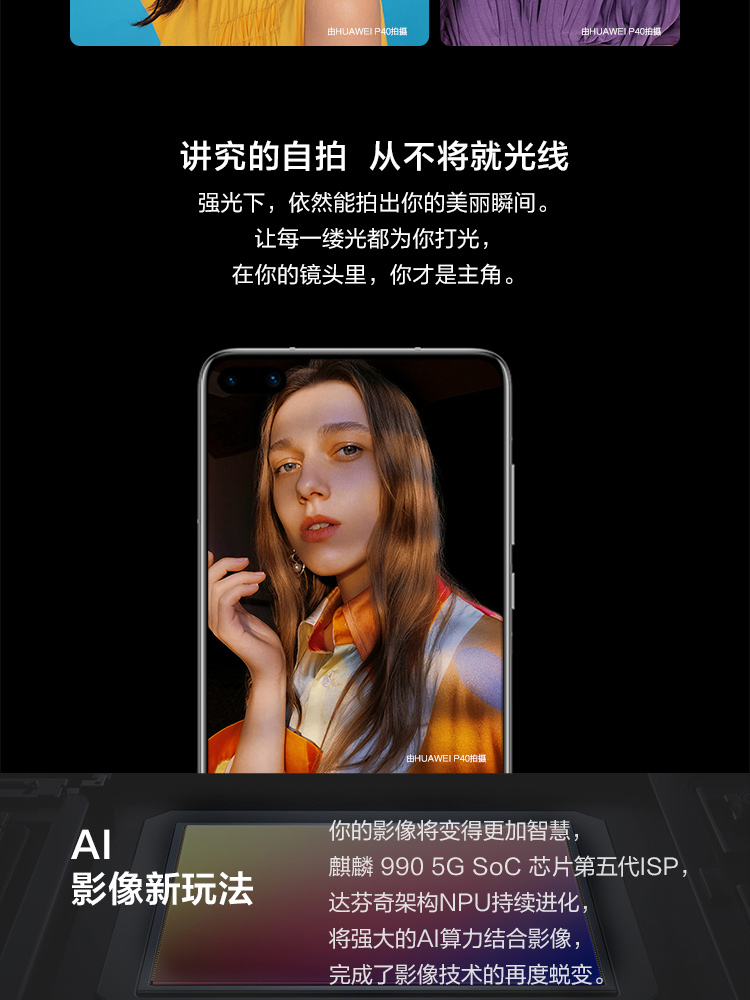 由HUAWEI P40拍摄
由HUAWEI P40拍摄
讲究的自拍 从不将就光线
强光下，依然能拍出你的美丽瞬间。
让每一缕光都为你打光，
在你的镜头里，你才是主角。
由HUAWEI P40拍摄
AI
影像新玩法
你的影像将变得更加智慧，
麒麟 990 5G SoC 芯片第五代ISP，
达芬奇架构NPU持续进化，
将强大的AI算力结合影像，
完成了影像技术的再度蜕变。